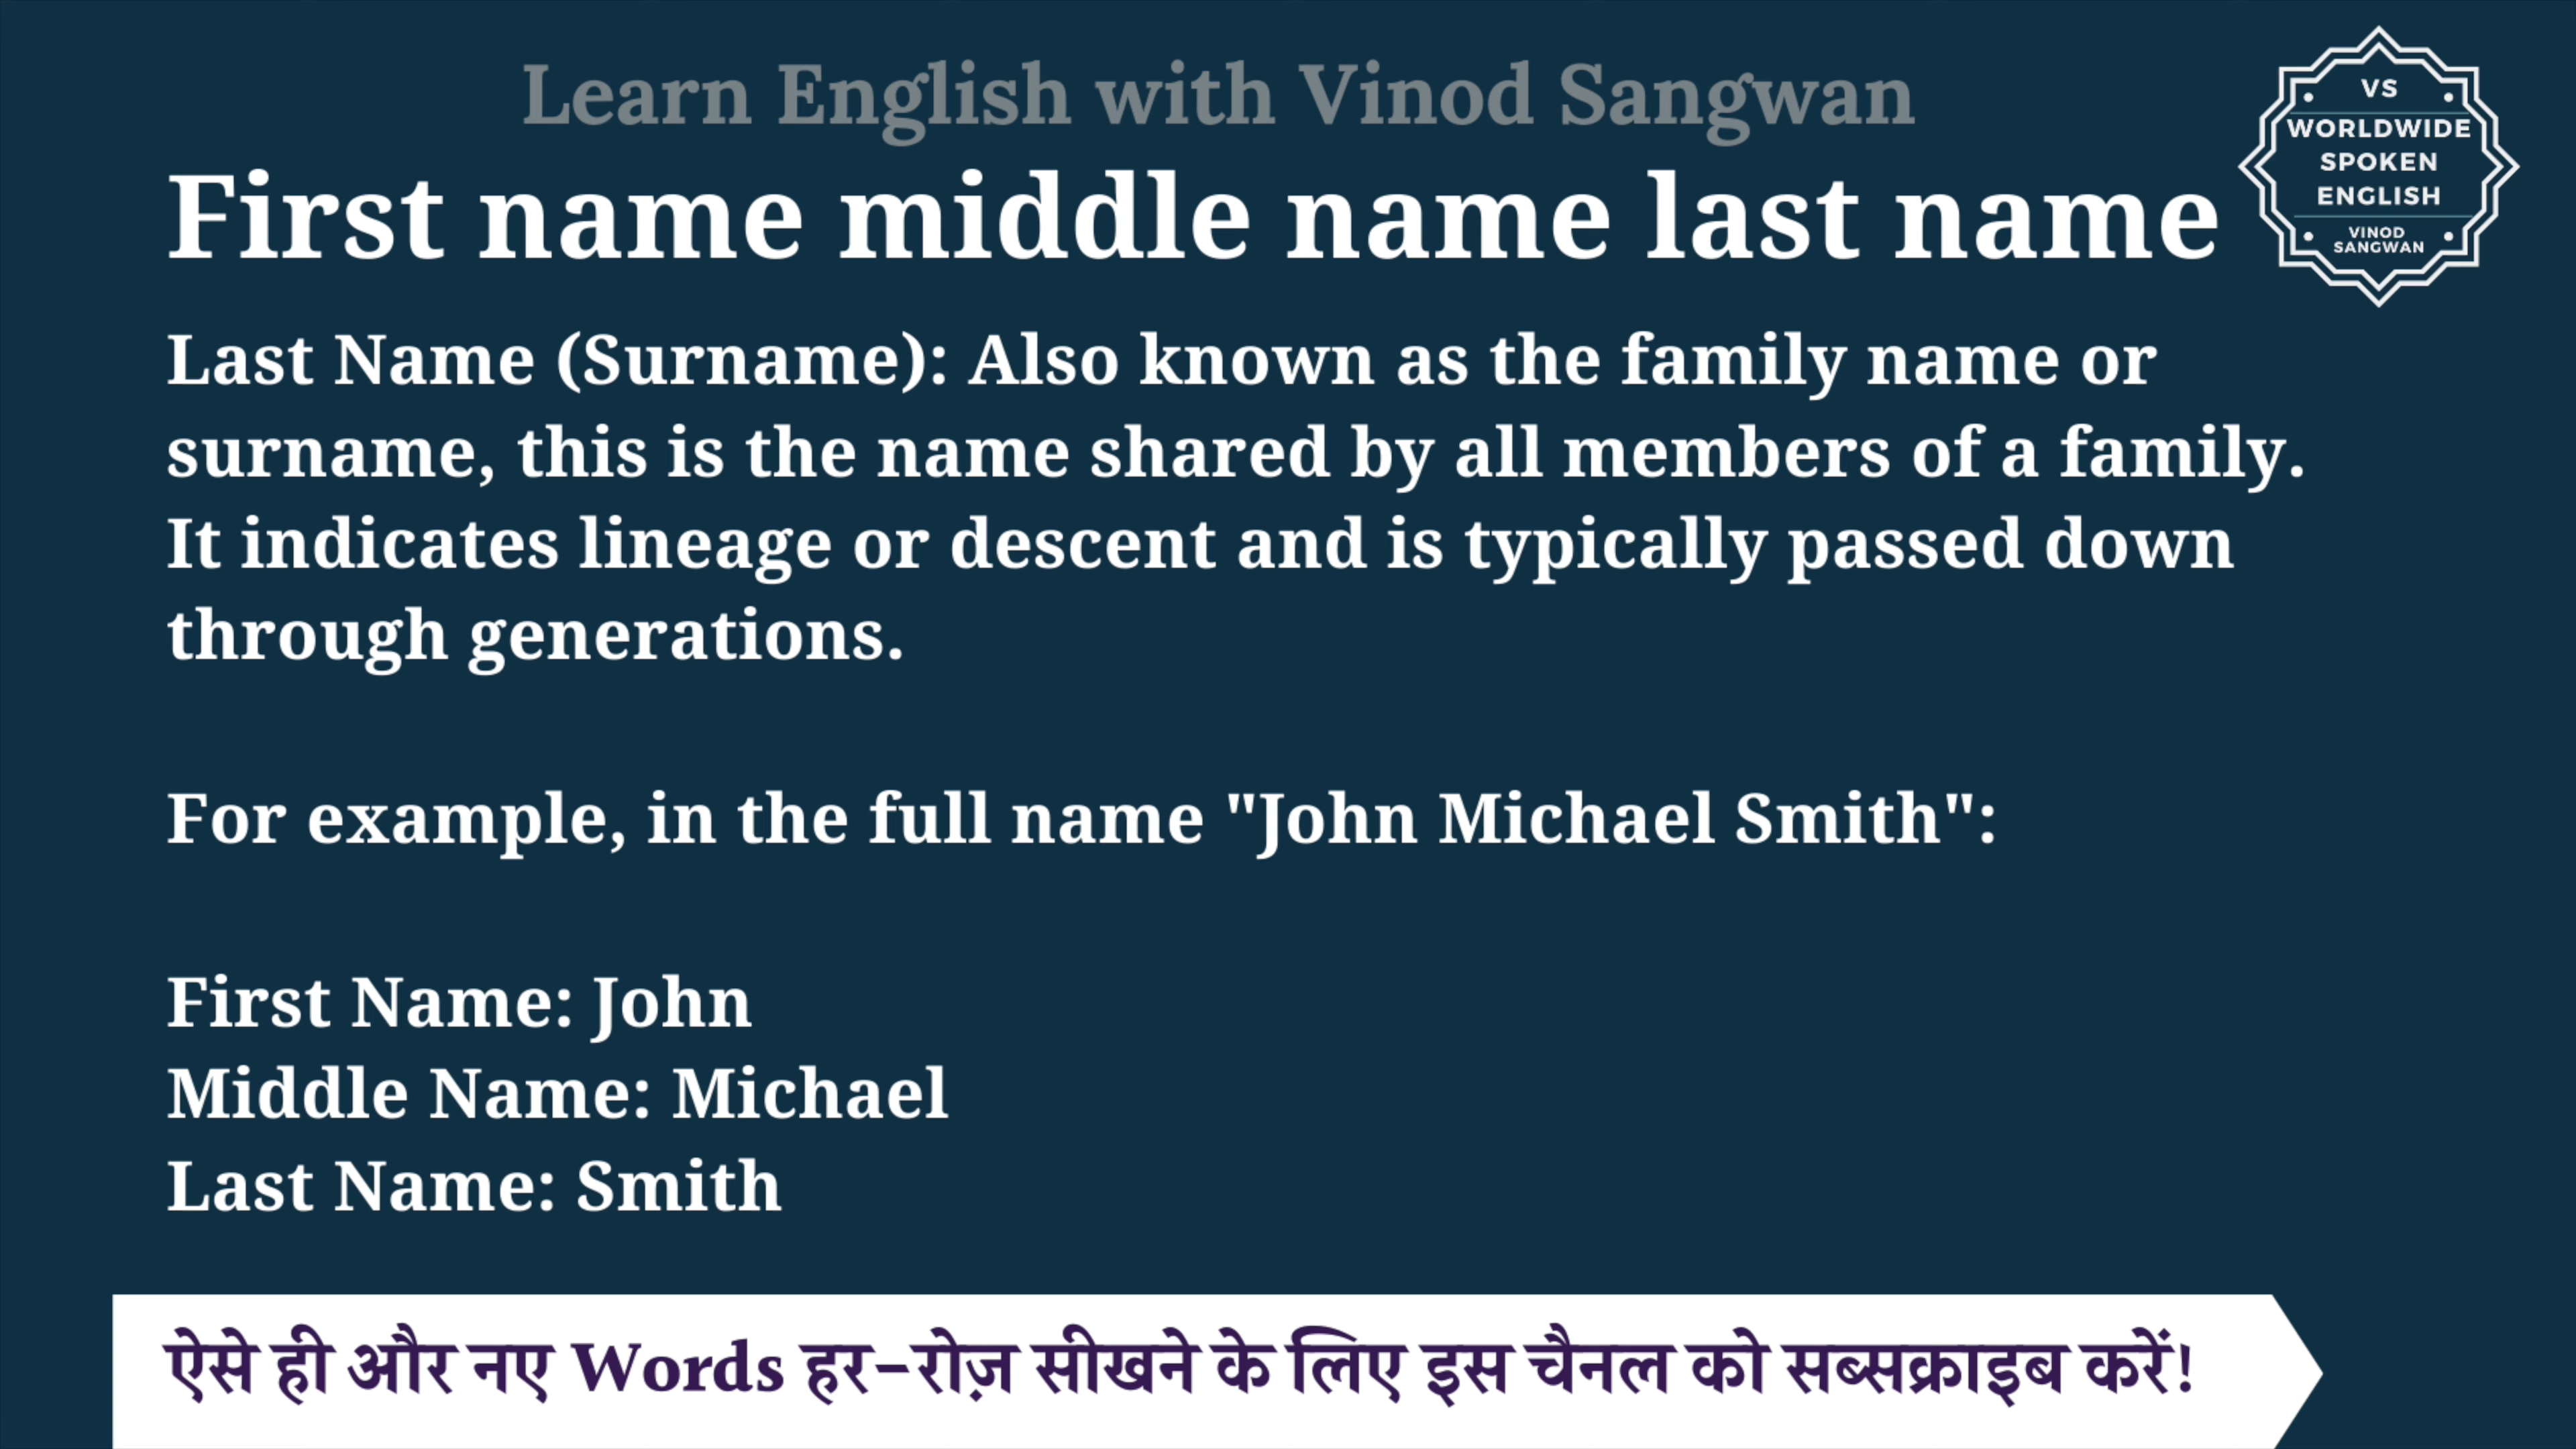 Learn English with Vinod Sangwan
First name middle name last name
VS
WORLDWIDE
SPOKEN
ENGLISH
VINOD
SANGWAN
Last Name (Surname): Also known as the family name or
surname, this is the name shared by all members of a family.
It indicates lineage or descent and is typically passed down
through generations.
For example, in the full name "John Michael Smith":
First Name: John
Middle Name: Michael
Last Name: Smith
ऐसे ही और नए Words हर-रोज़ सीखने के लिए इस चैनल को सब्सक्राइब करें!